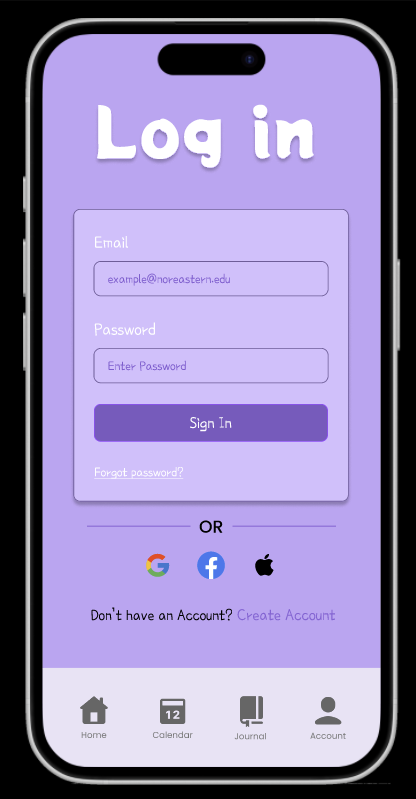 Log in
Email
example@noreastern.edu
Password
Enter Password
Sign In
Forgot password?
OR
Don't have an Account? Create Account
12
Home Calendar Journal Account